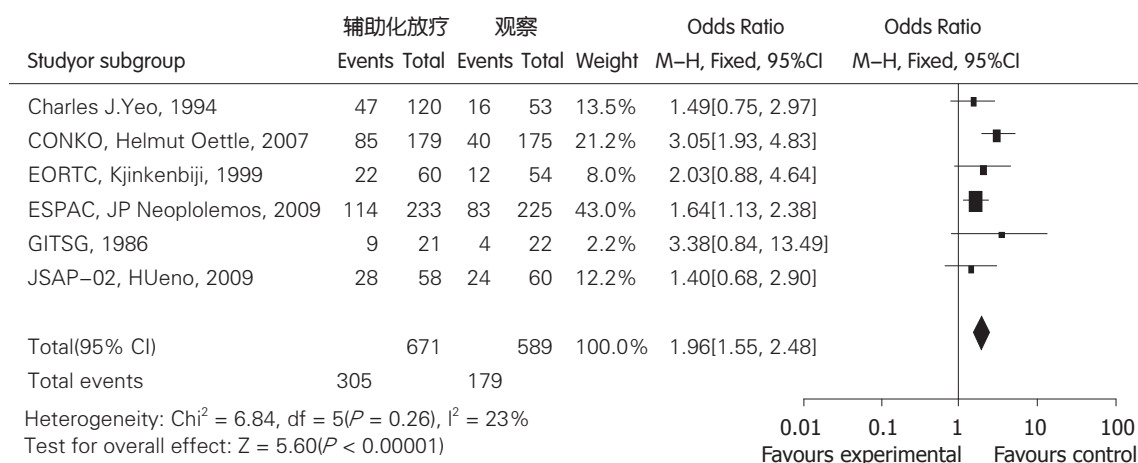 辅助化放疗 观察 Odds Ratio Odds Ratio
Studyor subgroup Events Total Events Total Weight M–H, Fixed, 95%CI M–H, Fixed, 95%CI
Charles J.Yeo, 1994 47 120 16 53 13.5% 1.49[0.75, 2.97]
CONKO, Helmut Oettle, 2007 85 179 40 175 21.2% 3.05[1.93, 4.83]
EORTC, Kjinkenbiji, 1999 22 60 12 54 8.0% 2.03[0.88, 4.64]
ESPAC, JP Neoplolemos, 2009 114 233 83 225 43.0% 1.64[1.13, 2.38]
GITSG, 1986 9 21 4 22 2.2% 3.38[0.84, 13.49]
JSAP–02, HUeno, 2009 28 58 24 60 12.2% 1.40[0.68, 2.90]
Total(95% CI) 671 589 100.0% 1.96[1.55, 2.48]
Total events 305 179
Heterogeneity: Chi² = 6.84, df = 5(P = 0.26), I² = 23%
Test for overall effect: Z = 5.60(P < 0.00001)
0.01 0.1 1 10 100
Favours experimental Favours control